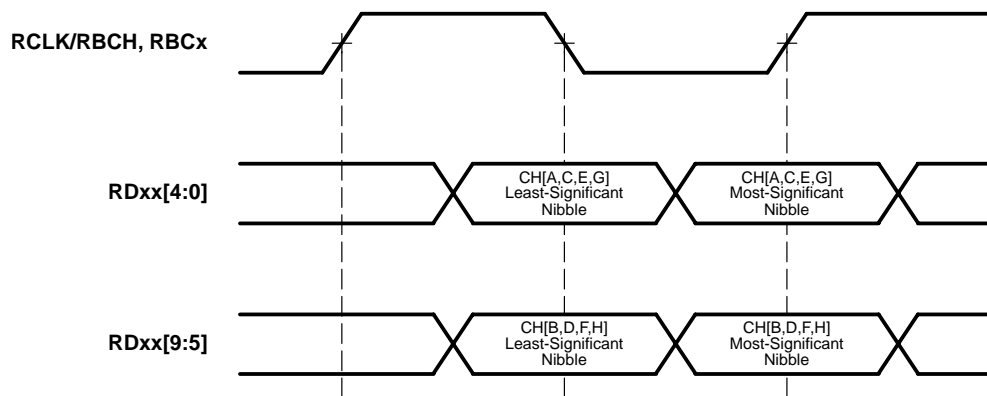 RCLK/RBCH, RBCx
RDxx[4:0]
CH[A,C,E,G]
Least-Significant
Nibble
CH[A,C,E,G]
Most-Significant
Nibble
RDxx[9:5]
CH[B,D,F,H]
Least-Significant
Nibble
CH[B,D,F,H]
Most-Significant
Nibble